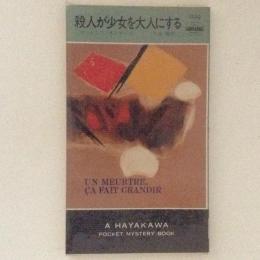 殺人が少女を大人にする
UN MEURTRE,
ÇA FAIT GRANDIR
A HAYAKAWA
POCKET MYSTERY BOOK